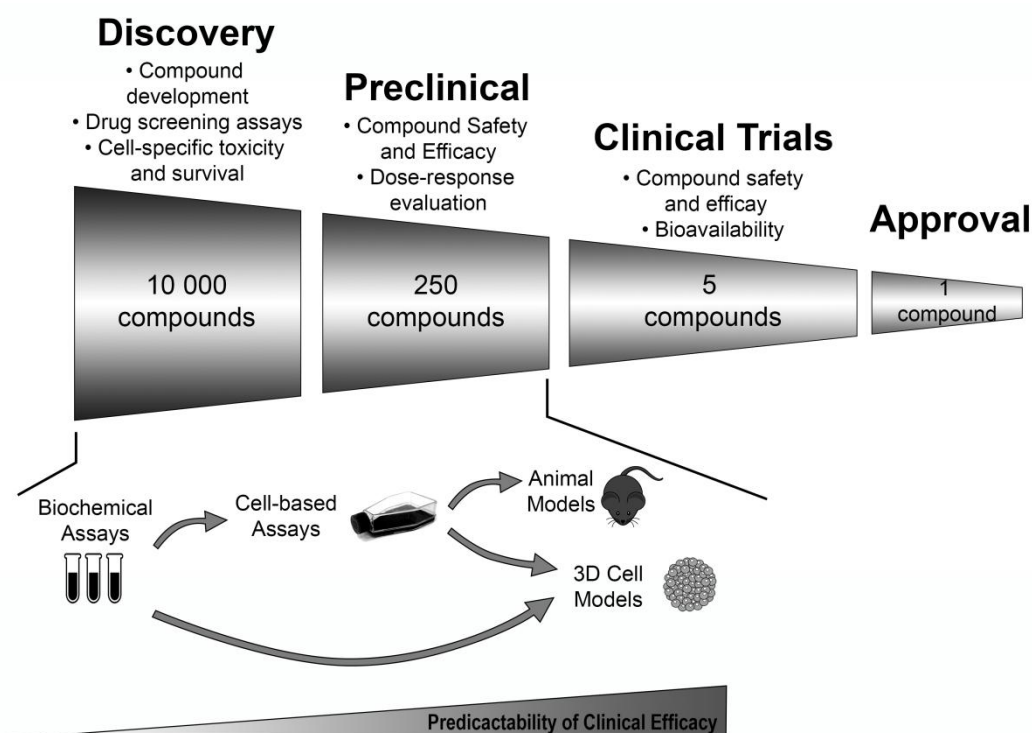 Discovery
• Compound
development
• Drug screening assays
• Cell-specific toxicity
and survival
Preclinical
• Compound Safety
and Efficacy
• Dose-response
evaluation
Clinical Trials
• Compound safety
and efficay
• Bioavailability
Approval
10 000
compounds
250
compounds
5
compounds
1
compound
Biochemical
Assays
Cell-based
Assays
Animal
Models
3D Cell
Models
Predicactability of Clinical Efficacy